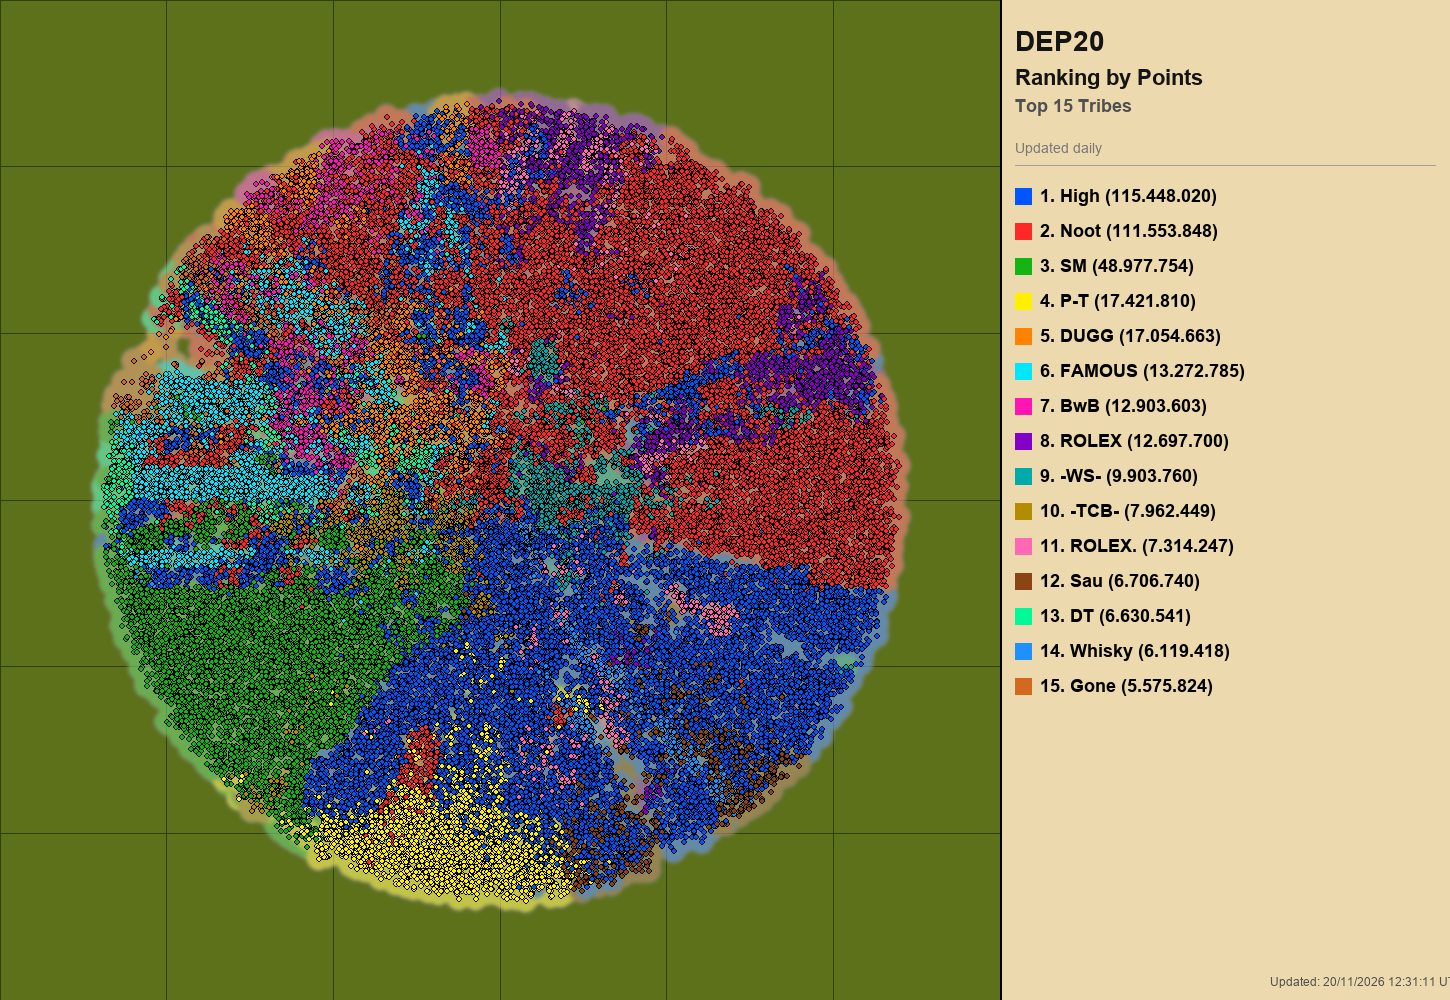 DEP20
Ranking by Points
Top 15 Tribes
Updated daily
1. High (115.448.020)
2. Noot (111.553.848)
3. SM (48.977.754)
4. P-T (17.421.810)
5. DUGG (17.054.663)
6. FAMOUS (13.272.785)
7. BwB (12.903.603)
8. ROLEX (12.697.700)
9. -WS- (9.903.760)
10. -TCB- (7.962.449)
11. ROLEX. (7.314.247)
12. Sau (6.706.740)
13. DT (6.630.541)
14. Whisky (6.119.418)
15. Gone (5.575.824)
Updated: 20/11/2026 12:31:11